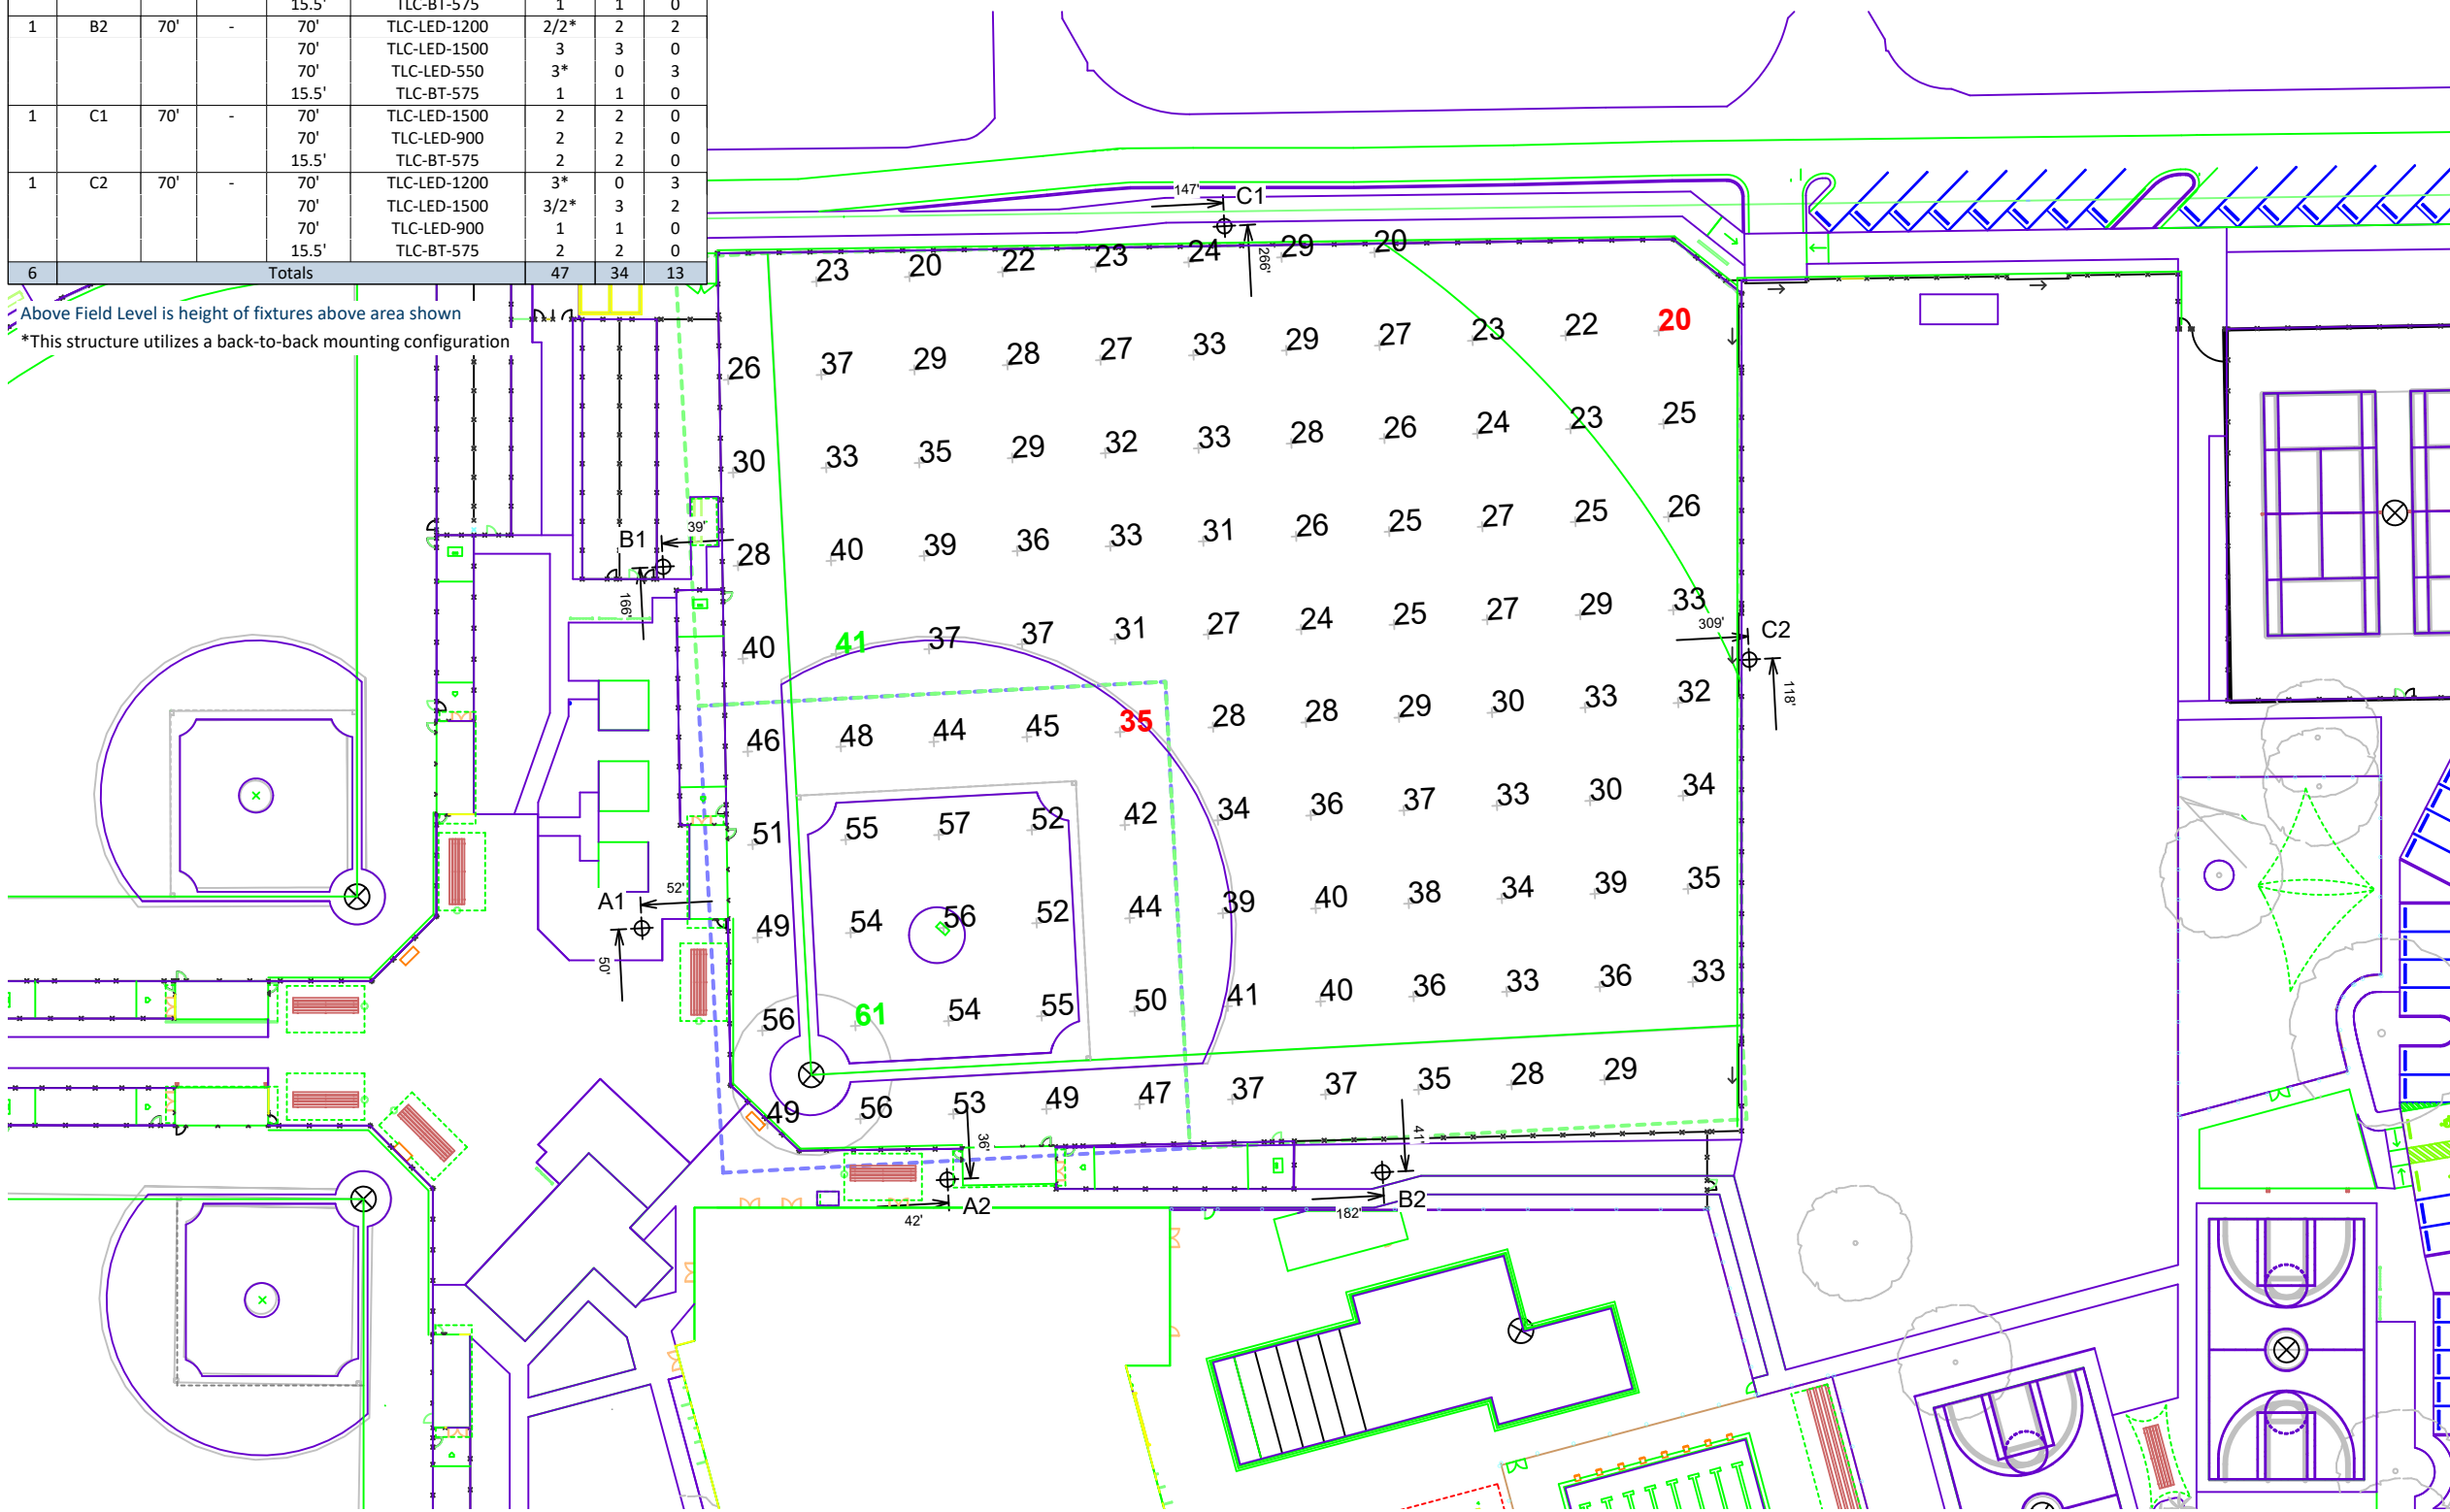 15.5' TLC-BT-575 1 1 0
1 B2 70' - 70' TLC-LED-1200 2/2* 2 2
70' TLC-LED-1500 3 3 0
70' TLC-LED-550 3* 0 3
15.5' TLC-BT-575 1 1 0
1 C1 70' - 70' TLC-LED-1500 2 2 0
70' TLC-LED-900 2 2 0
15.5' TLC-BT-575 2 2 0
1 C2 70' - 70' TLC-LED-1200 3* 0 3
70' TLC-LED-1500 3/2* 3 2
70' TLC-LED-900 1 1 0
15.5' TLC-BT-575 2 2 0
6 Totals 47 34 13
Above Field Level is height of fixtures above area shown
*This structure utilizes a back-to-back mounting configuration
147' C1
266'
23 20 22 23 24 29 20
26 37 29 28 27 33 29 27 23 22 20
30 33 35 29 32 33 28 26 24 23 25
B1 39'
166'
28 40 39 36 33 31 26 25 27 25 26
40 41 37 37 31 27 24 25 27 29 33
309' C2
118'
46 48 44 45 35 28 28 29 30 33 32
51 55 57 52 42 34 36 37 33 30 34
A1 52'
50'
49 54 56 52 44 39 40 38 34 39 35
56 61 54 55 50 41 40 36 33 36 33
49 56 53 49 47 37 37 35 28 29
36'
41'
42' A2
182' B2